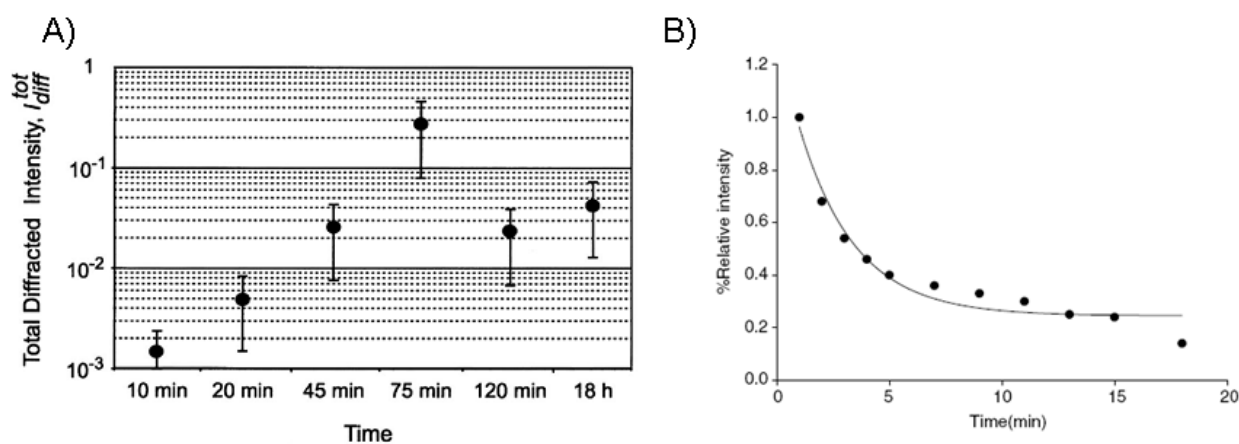 A)
Total Diffracted Intensity, I_diff^tot
1
10⁻¹
10⁻²
10⁻³
10 min 20 min 45 min 75 min 120 min 18 h
Time
B)
%Relative intensity
1.2
1.0
0.8
0.6
0.4
0.2
0.0
0 5 10 15 20
Time(min)